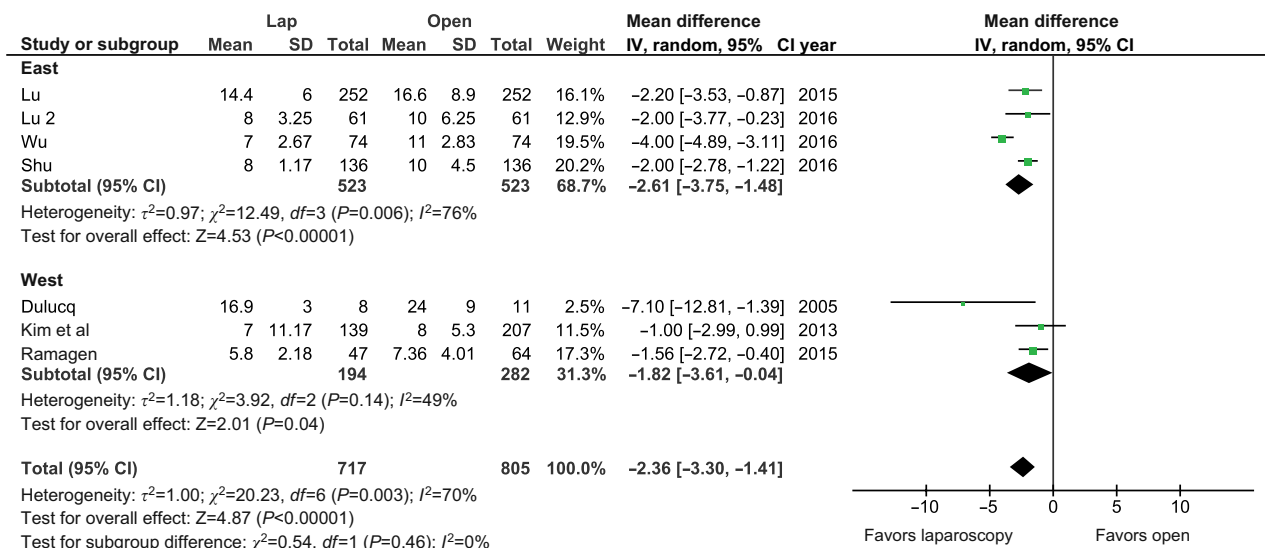 Lap Open Mean difference Mean difference
Study or subgroup Mean SD Total Mean SD Total Weight IV, random, 95% CI year IV, random, 95% CI
East
Lu 14.4 6 252 16.6 8.9 252 16.1% −2.20 [−3.53, −0.87] 2015
Lu 2 8 3.25 61 10 6.25 61 12.9% −2.00 [−3.77, −0.23] 2016
Wu 7 2.67 74 11 2.83 74 19.5% −4.00 [−4.89, −3.11] 2016
Shu 8 1.17 136 10 4.5 136 20.2% −2.00 [−2.78, −1.22] 2016
Subtotal (95% CI) 523 523 68.7% −2.61 [−3.75, −1.48]
Heterogeneity: τ²=0.97; χ²=12.49, df=3 (P=0.006); I²=76%
Test for overall effect: Z=4.53 (P<0.00001)
West
Dulucq 16.9 3 8 24 9 11 2.5% −7.10 [−12.81, −1.39] 2005
Kim et al 7 11.17 139 8 5.3 207 11.5% −1.00 [−2.99, 0.99] 2013
Ramagen 5.8 2.18 47 7.36 4.01 64 17.3% −1.56 [−2.72, −0.40] 2015
Subtotal (95% CI) 194 282 31.3% −1.82 [−3.61, −0.04]
Heterogeneity: τ²=1.18; χ²=3.92, df=2 (P=0.14); I²=49%
Test for overall effect: Z=2.01 (P=0.04)
Total (95% CI) 717 805 100.0% −2.36 [−3.30, −1.41]
Heterogeneity: τ²=1.00; χ²=20.23, df=6 (P=0.003); I²=70%
Test for overall effect: Z=4.87 (P<0.00001)
Test for subgroup difference: χ²=0.54, df=1 (P=0.46); I²=0%
−10 −5 0 5 10
Favors laparoscopy Favors open